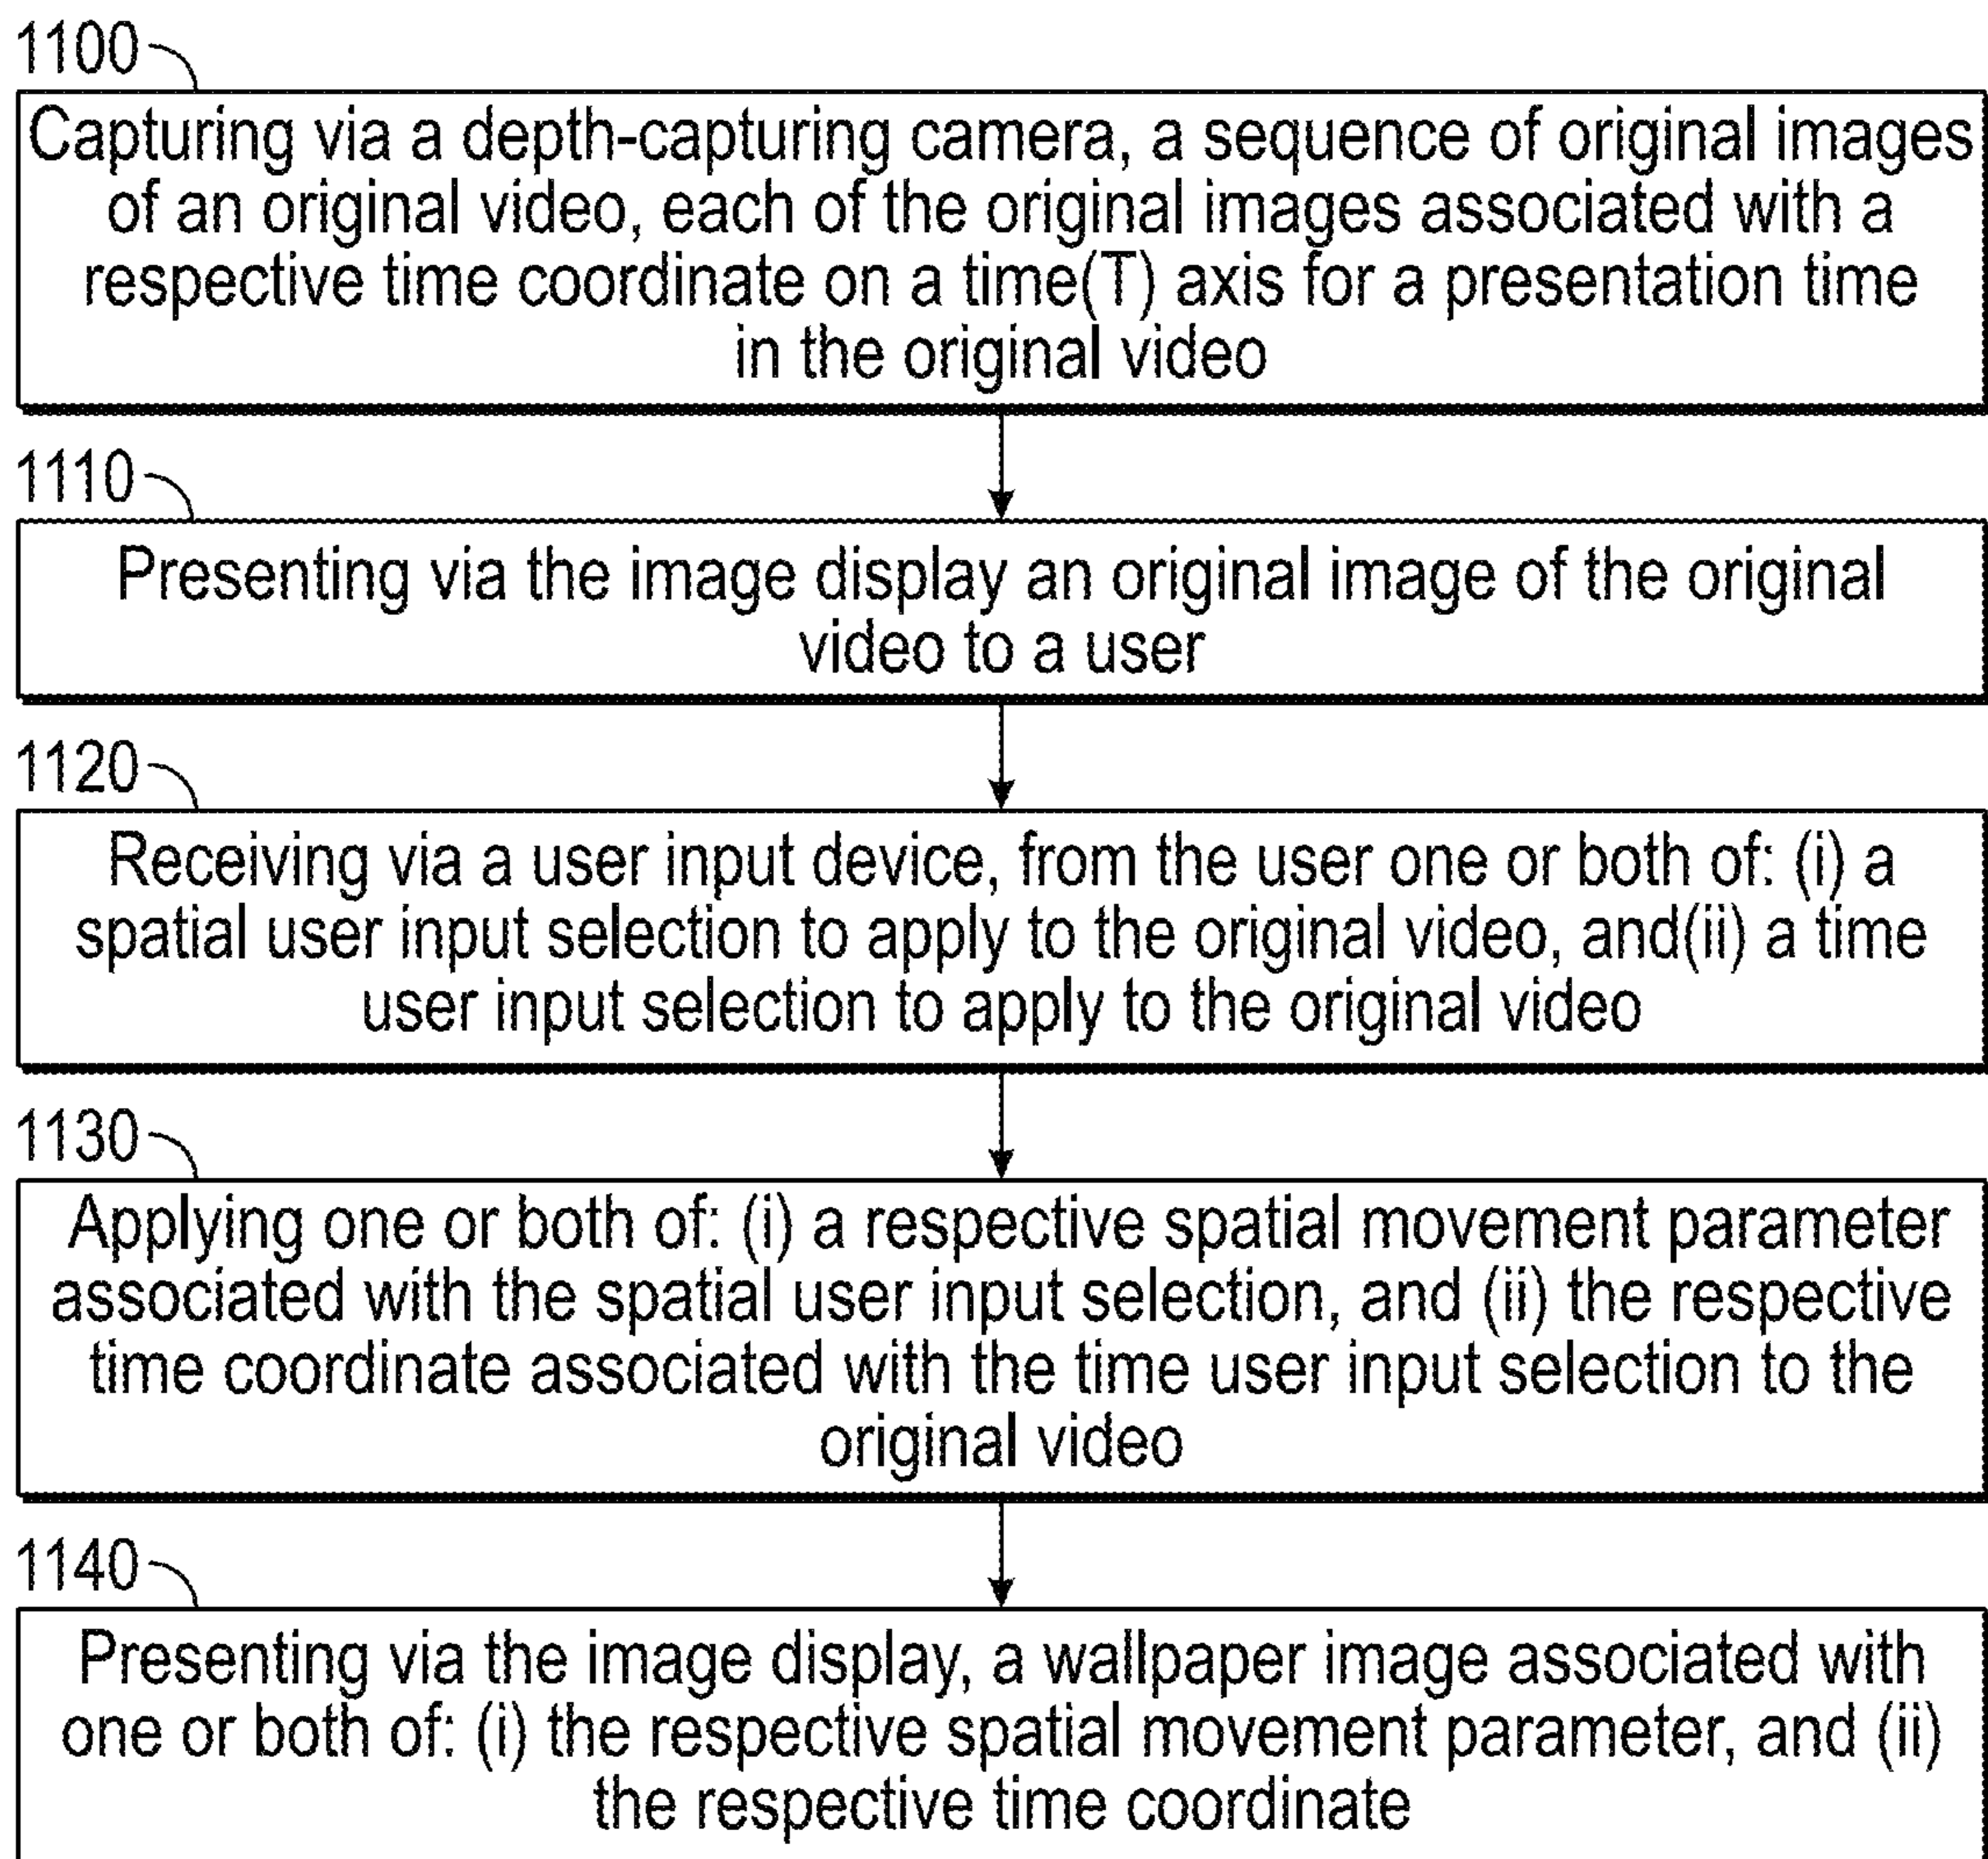 1100
Capturing via a depth-capturing camera, a sequence of original images
of an original video, each of the original images associated with a
respective time coordinate on a time(T) axis for a presentation time
in the original video
1110
Presenting via the image display an original image of the original
video to a user
1120
Receiving via a user input device, from the user one or both of: (i) a
spatial user input selection to apply to the original video, and(ii) a time
user input selection to apply to the original video
1130
Applying one or both of: (i) a respective spatial movement parameter
associated with the spatial user input selection, and (ii) the respective
time coordinate associated with the time user input selection to the
original video
1140
Presenting via the image display, a wallpaper image associated with
one or both of: (i) the respective spatial movement parameter, and (ii)
the respective time coordinate